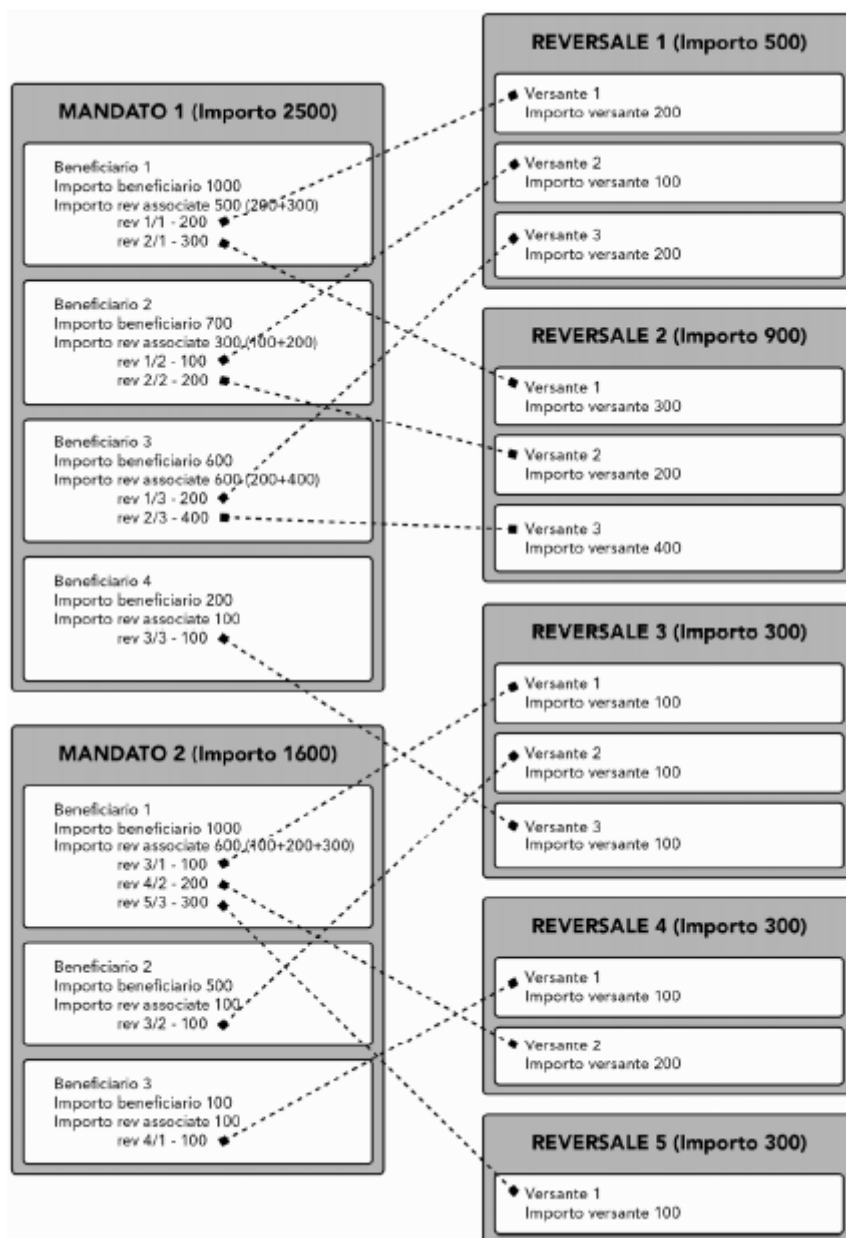 MANDATO 1 (Importo 2500)
Beneficiario 1
Importo beneficiario 1000
Importo rev associate 500 (200+300)
rev 1/1 - 200
rev 2/1 - 300
Beneficiario 2
Importo beneficiario 700
Importo rev associate 300 (100+200)
rev 1/2 - 100
rev 2/2 - 200
Beneficiario 3
Importo beneficiario 600
Importo rev associate 600 (200+400)
rev 1/3 - 200
rev 2/3 - 400
Beneficiario 4
Importo beneficiario 200
Importo rev associate 100
rev 3/3 - 100
MANDATO 2 (Importo 1600)
Beneficiario 1
Importo beneficiario 1000
Importo rev associate 600 (100+200+300)
rev 3/1 - 100
rev 4/2 - 200
rev 5/3 - 300
Beneficiario 2
Importo beneficiario 500
Importo rev associate 100
rev 3/2 - 100
Beneficiario 3
Importo beneficiario 100
Importo rev associate 100
rev 4/1 - 100
REVERSALE 1 (Importo 500)
Versante 1
Importo versante 200
Versante 2
Importo versante 100
Versante 3
Importo versante 200
REVERSALE 2 (Importo 900)
Versante 1
Importo versante 300
Versante 2
Importo versante 200
Versante 3
Importo versante 400
REVERSALE 3 (Importo 300)
Versante 1
Importo versante 100
Versante 2
Importo versante 100
Versante 3
Importo versante 100
REVERSALE 4 (Importo 300)
Versante 1
Importo versante 100
Versante 2
Importo versante 200
REVERSALE 5 (Importo 300)
Versante 1
Importo versante 100